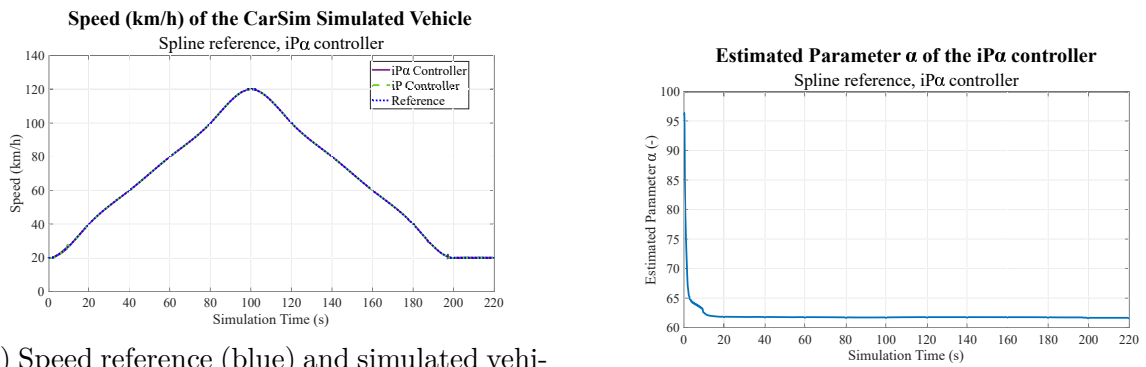 Speed (km/h) of the CarSim Simulated Vehicle
Spline reference, iPα controller
140
120
100
80
60
40
20
0
Speed (km/h)
iPα Controller
iP Controller
Reference
0 20 40 60 80 100 120 140 160 180 200 220
Simulation Time (s)
) Speed reference (blue) and simulated vehi-
Estimated Parameter α of the iPα controller
Spline reference, iPα controller
100
95
90
85
80
75
70
65
60
Estimated Parameter α (-)
0 20 40 60 80 100 120 140 160 180 200 220
Simulation Time (s)